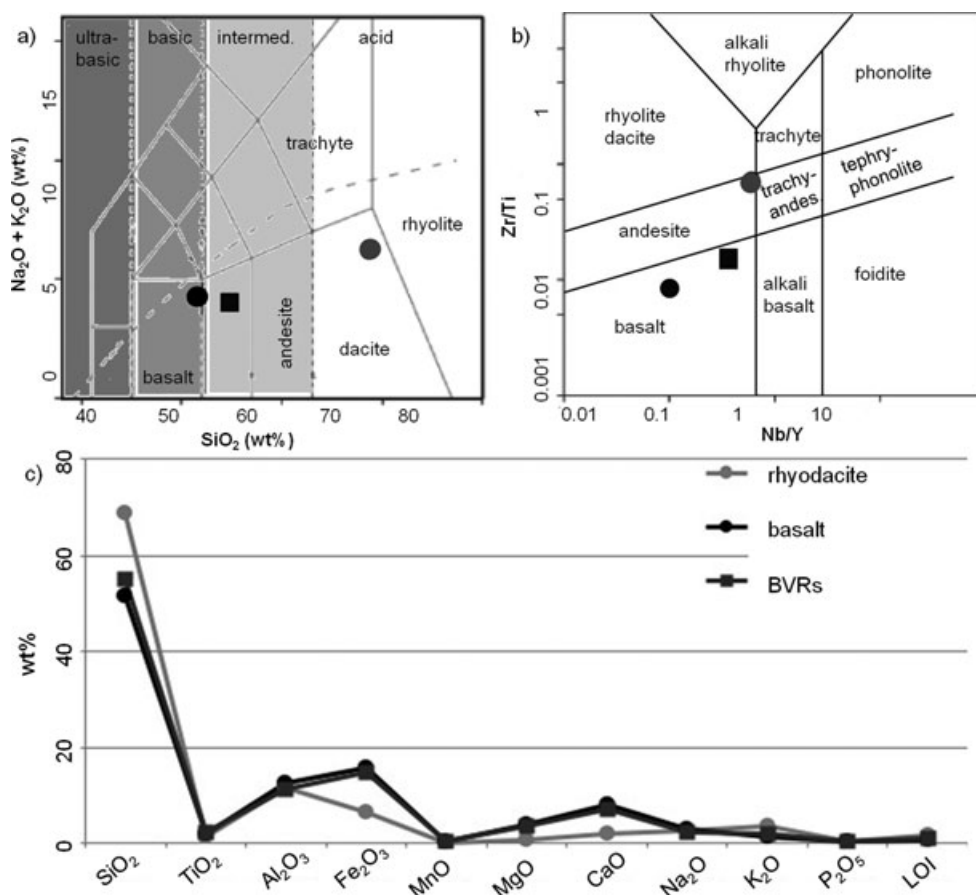 a)
ultra-
basic
basic
intermed.
acid
trachyte
rhyolite
andesite
dacite
basalt
Na₂O + K₂O (wt%)
15
10
5
0
40 50 60 70 80
SiO₂ (wt%)
b)
alkali
rhyolite
phonolite
rhyolite
dacite
trachyte
trachy-
andes
tephry-
phonolite
andesite
alkali
basalt
foidite
basalt
Zr/Ti
1
0.1
0.01
0.001
0.01 0.1 1 10
Nb/Y
c)
rhyodacite
basalt
BVRs
wt%
80
60
40
20
0
SiO₂ TiO₂ Al₂O₃ Fe₂O₃ MnO MgO CaO Na₂O K₂O P₂O₅ LOI